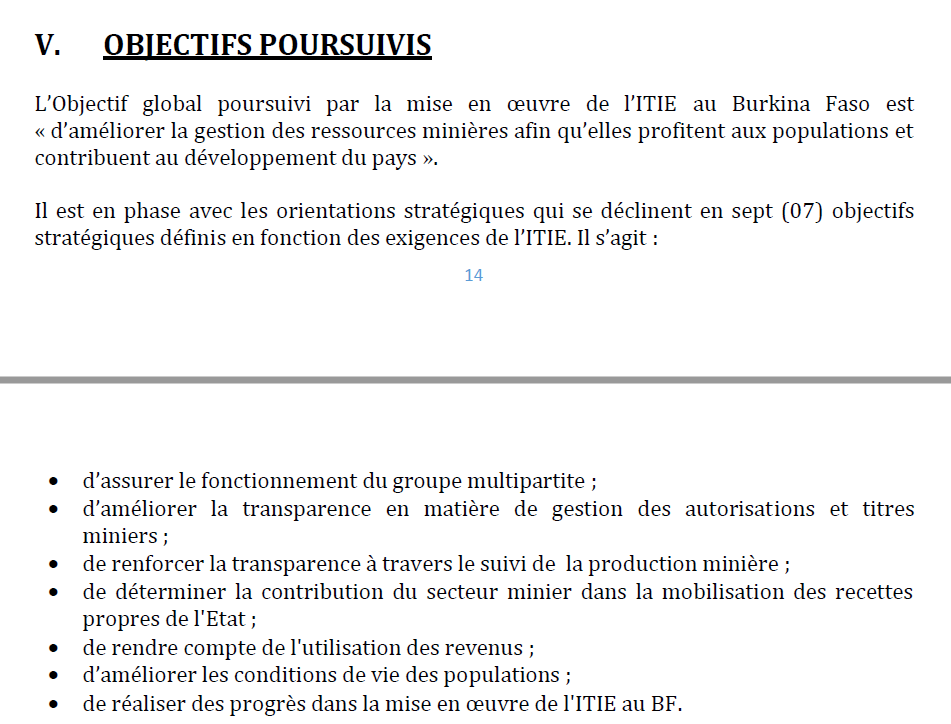 V. OBJECTIFS POURSUIVIS
L’Objectif global poursuivi par la mise en œuvre de l’ITIE au Burkina Faso est
« d’améliorer la gestion des ressources minières afin qu’elles profitent aux populations et
contribuent au développement du pays ».
Il est en phase avec les orientations stratégiques qui se déclinent en sept (07) objectifs
stratégiques définis en fonction des exigences de l’ITIE. Il s’agit :
14
• d’assurer le fonctionnement du groupe multipartite ;
• d’améliorer la transparence en matière de gestion des autorisations et titres
miniers ;
• de renforcer la transparence à travers le suivi de la production minière ;
• de déterminer la contribution du secteur minier dans la mobilisation des recettes
propres de l'Etat ;
• de rendre compte de l'utilisation des revenus ;
• d’améliorer les conditions de vie des populations ;
• de réaliser des progrès dans la mise en œuvre de l'ITIE au BF.